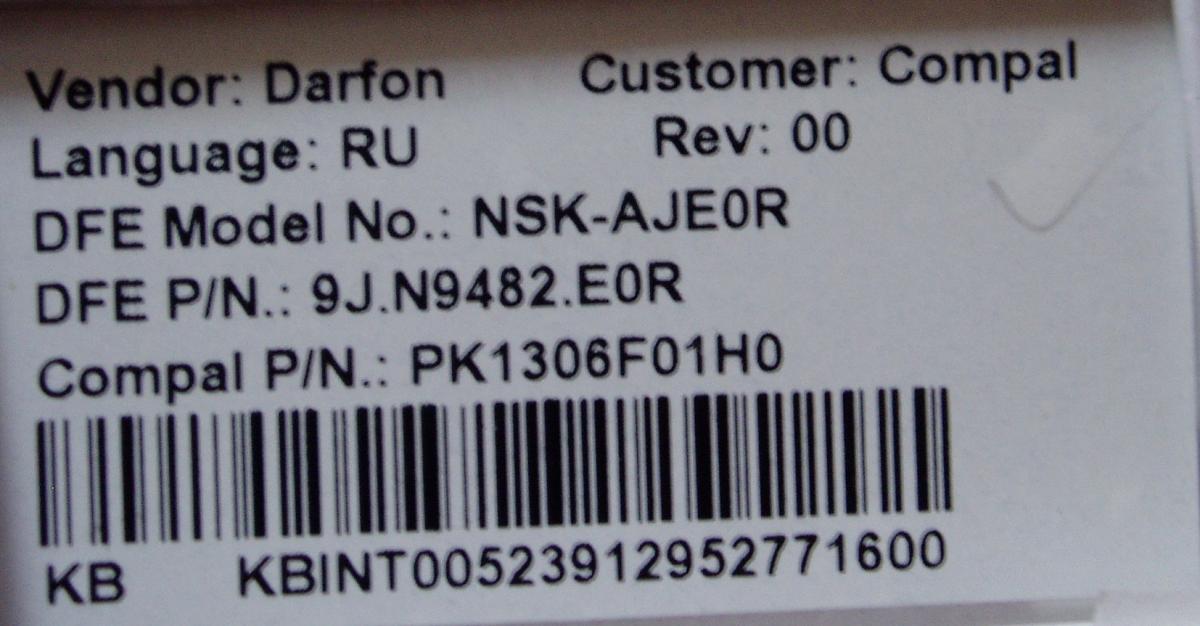 Vendor: Darfon Customer: Compal
Language: RU Rev: 00
DFE Model No.: NSK-AJE0R
DFE P/N.: 9J.N9482.E0R
Compal P/N.: PK1306F01H0
KB KBINT00523912952771600